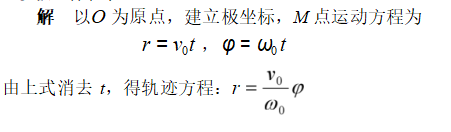 解 以O 为原点，建立极坐标，M 点运动方程为
r = v₀t ，φ = ω₀t
由上式消去 t，得轨迹方程：r = v₀/ω₀ φ